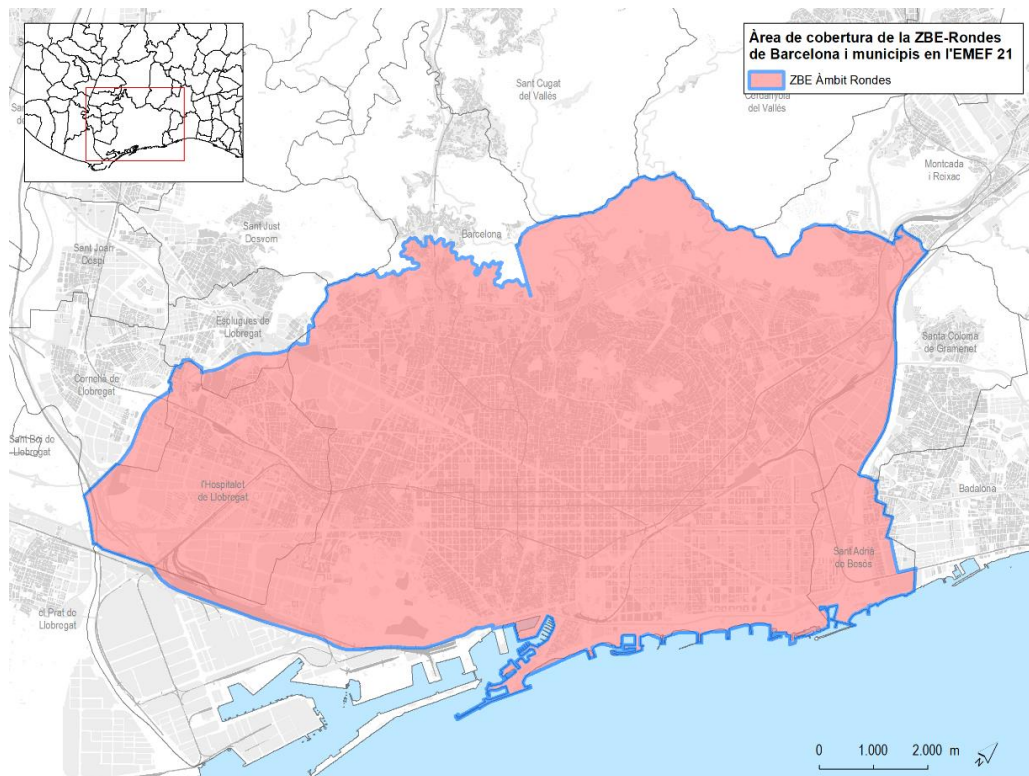 Àrea de cobertura de la ZBE-Rondes
de Barcelona i municipis en l'EMEF 21
ZBE Àmbit Rondes
Sant Cugat
del Vallès
Cerdanyola
del Vallès
Montcada
i Reixac
Sant Just
Desvern
Barcelona
Sant Joan
Despí
Esplugues de
Llobregat
Santa Coloma
de Gramenet
Cornellà de
Llobregat
Sant Boi de
Llobregat
l'Hospitalet
de Llobregat
Badalona
Sant Adrià
de Besòs
el Prat de
Llobregat
0 1.000 2.000 m
N